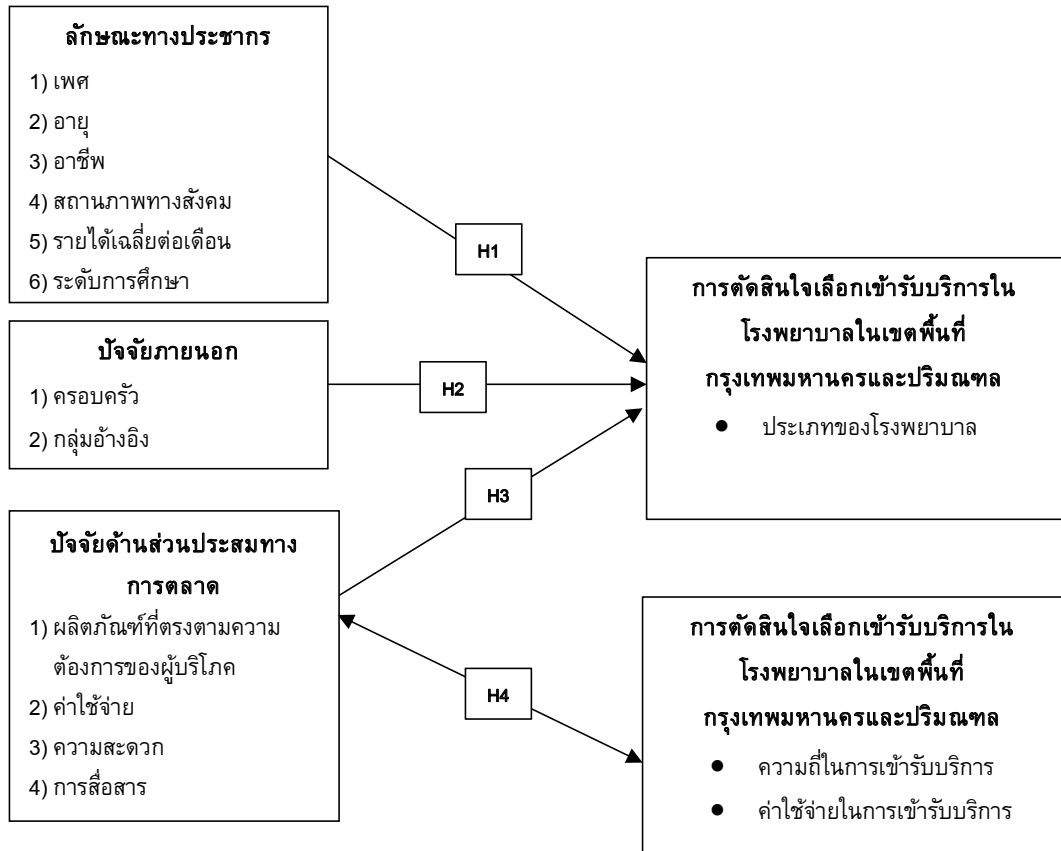 ลักษณะทางประชากร
1) เพศ
2) อายุ
3) อาชีพ
4) สถานภาพทางสังคม
5) รายได้เฉลี่ยต่อเดือน
6) ระดับการศึกษา
H1
ปัจจัยภายนอก
1) ครอบครัว
2) กลุ่มอ้างอิง
H2
การตัดสินใจเลือกเข้ารับบริการใน
โรงพยาบาลในเขตพื้นที่
กรุงเทพมหานครและปริมณฑล
● ประเภทของโรงพยาบาล
H3
ปัจจัยด้านส่วนประสมทาง
การตลาด
1) ผลิตภัณฑ์ที่ตรงตามความ
ต้องการของผู้บริโภค
2) ค่าใช้จ่าย
3) ความสะดวก
4) การสื่อสาร
H4
การตัดสินใจเลือกเข้ารับบริการใน
โรงพยาบาลในเขตพื้นที่
กรุงเทพมหานครและปริมณฑล
● ความถี่ในการเข้ารับบริการ
● ค่าใช้จ่ายในการเข้ารับบริการ